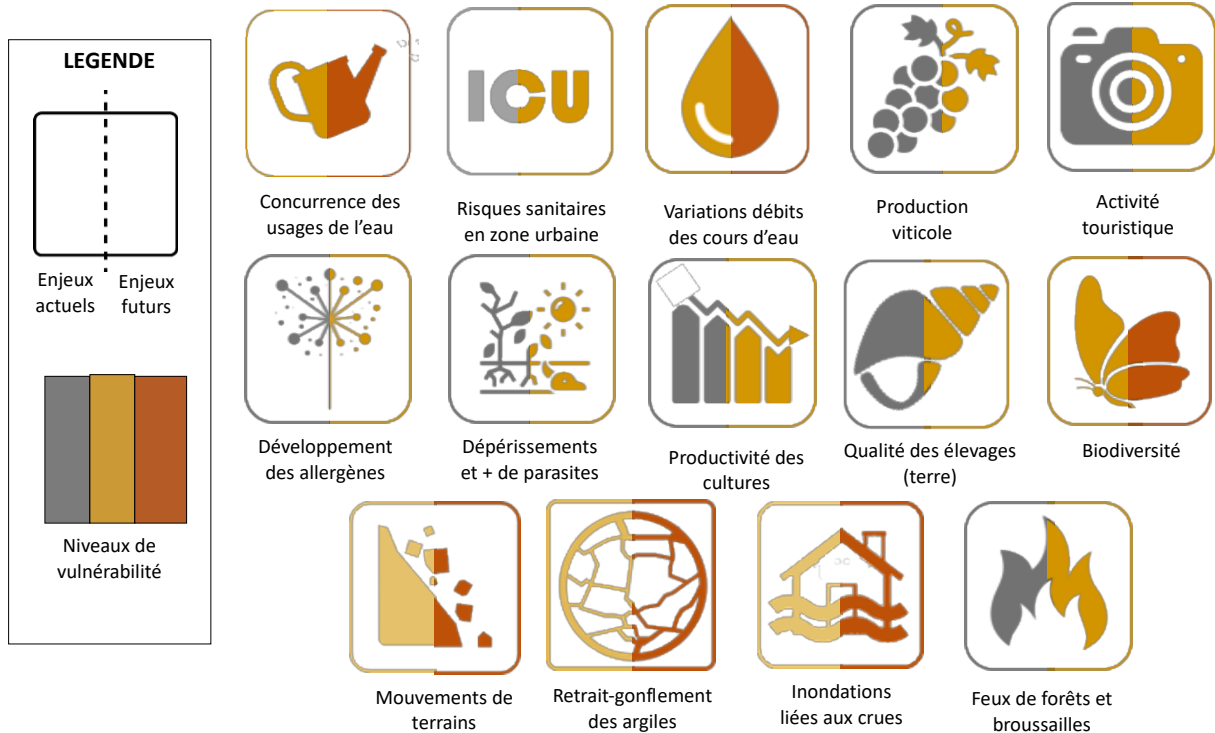 LEGENDE
Enjeux
actuels
Enjeux
futurs
Niveaux de
vulnérabilité
ICU
Concurrence des
usages de l'eau
Risques sanitaires
en zone urbaine
Variations débits
des cours d'eau
Production
viticole
Activité
touristique
Développement
des allergènes
Dépérissements
et + de parasites
Productivité des
cultures
Qualité des élevages
(terre)
Biodiversité
Mouvements de
terrains
Retrait-gonflement
des argiles
Inondations
liées aux crues
Feux de forêts et
broussailles